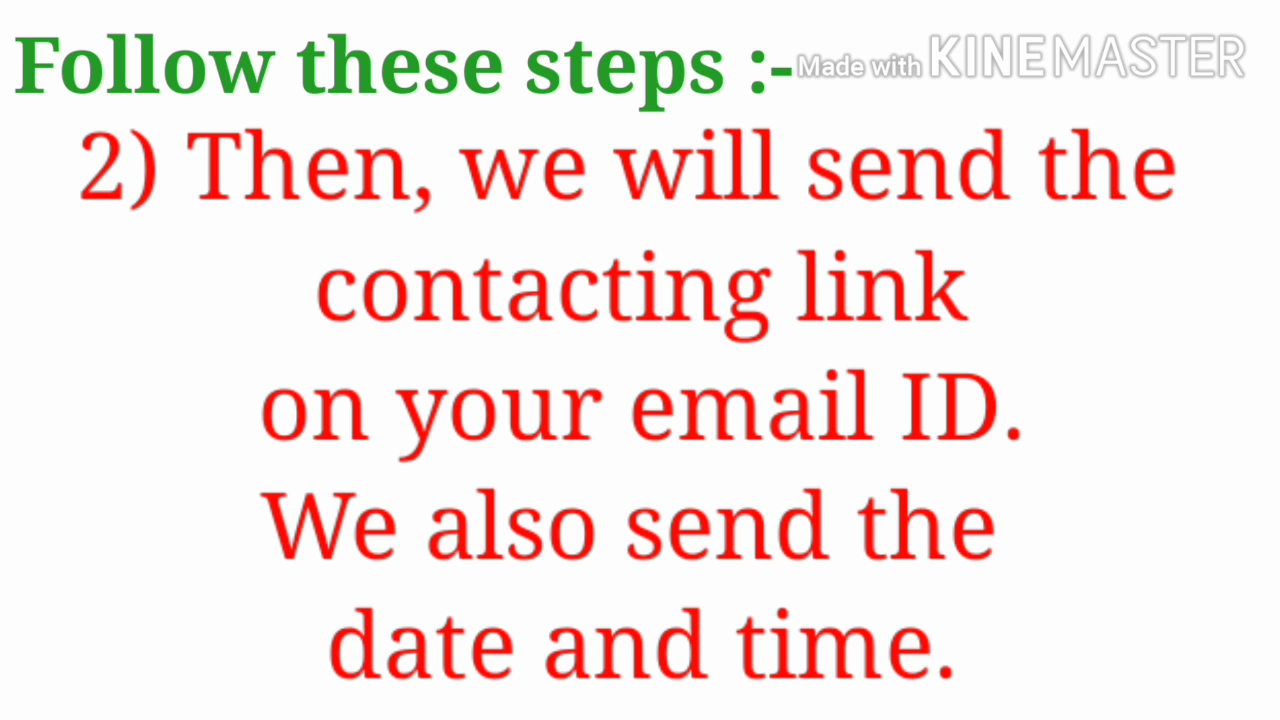 Follow these steps :- Made with KINEMASTER
2) Then, we will send the
contacting link
on your email ID.
We also send the
date and time.